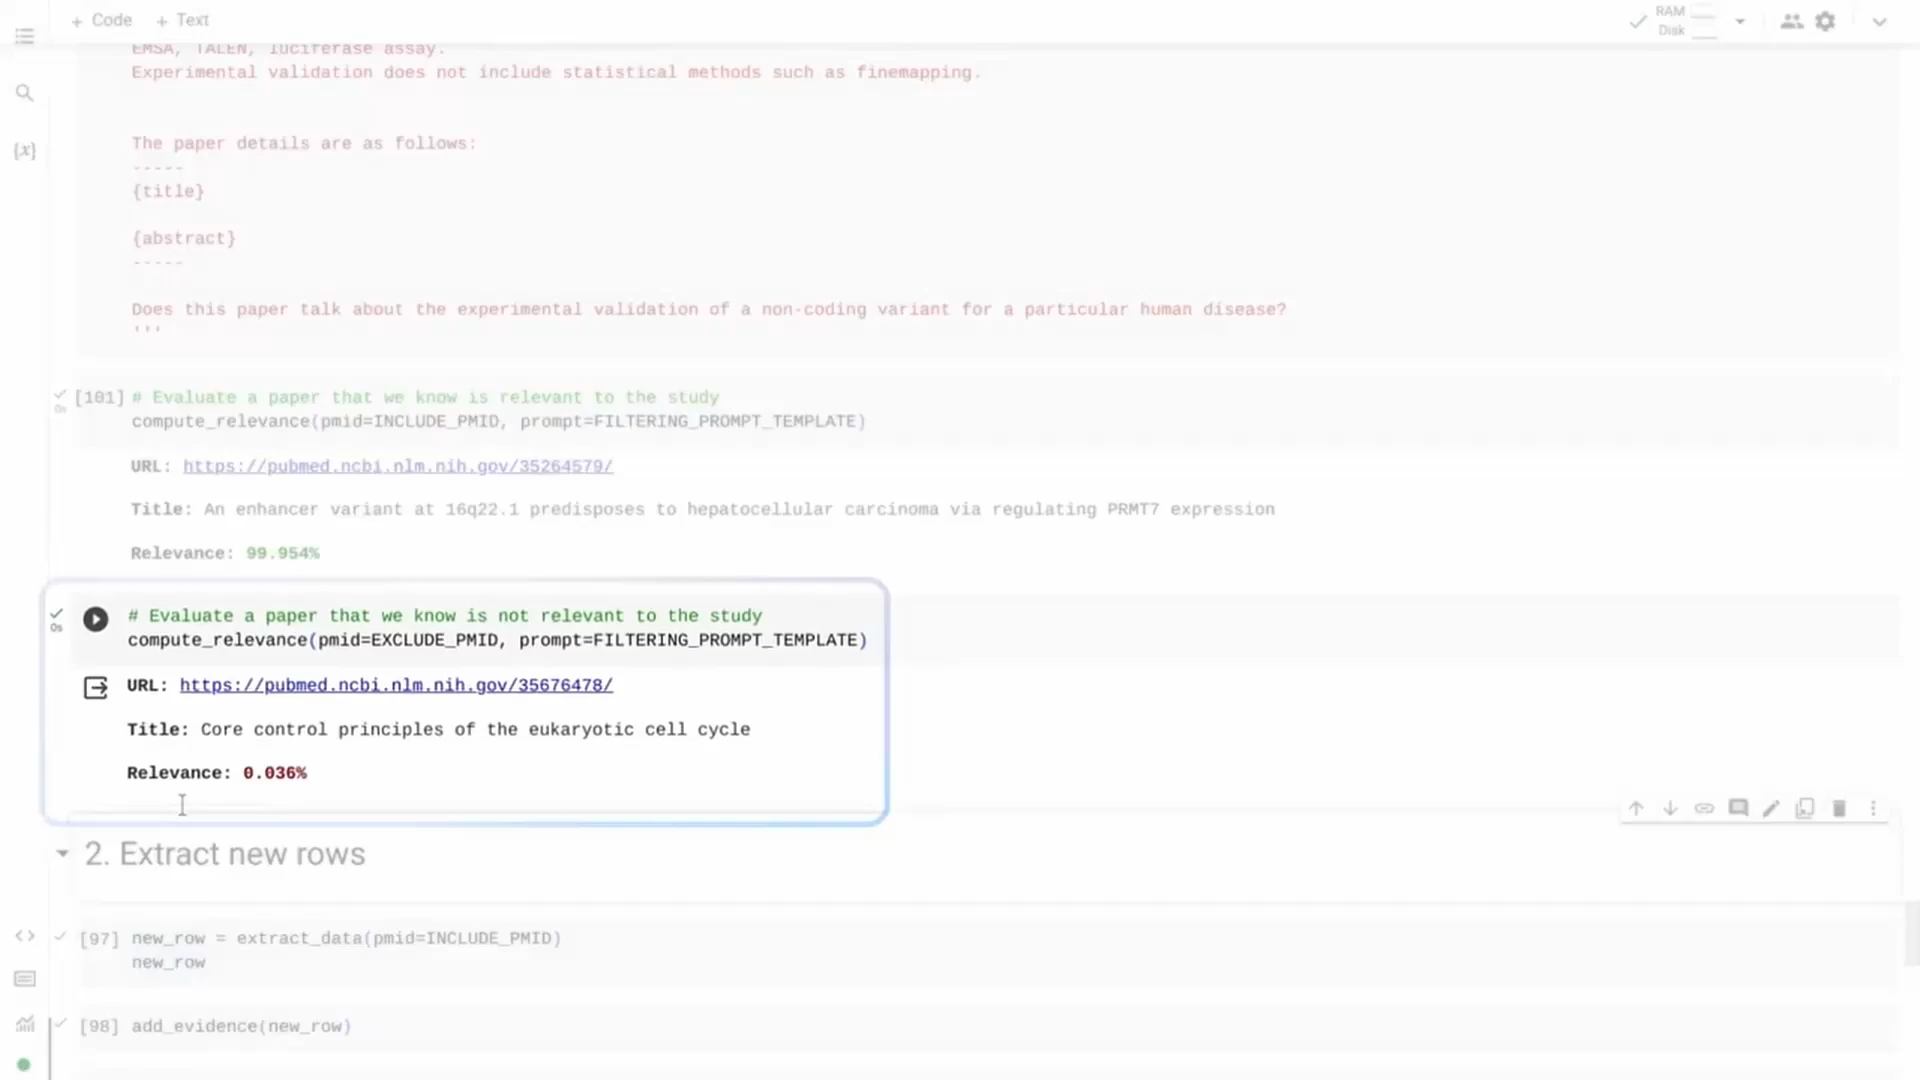 + Code + Text
RAM
Disk
EMSA, TALEN, luciferase assay.
Experimental validation does not include statistical methods such as finemapping.
{x}
The paper details are as follows:
-----
{title}
{abstract}
-----
Does this paper talk about the experimental validation of a non-coding variant for a particular human disease?
'''
[101] # Evaluate a paper that we know is relevant to the study
0s
compute_relevance(pmid=INCLUDE_PMID, prompt=FILTERING_PROMPT_TEMPLATE)
URL: https://pubmed.ncbi.nlm.nih.gov/35264579/
Title: An enhancer variant at 16q22.1 predisposes to hepatocellular carcinoma via regulating PRMT7 expression
Relevance: 99.954%
# Evaluate a paper that we know is not relevant to the study
0s
compute_relevance(pmid=EXCLUDE_PMID, prompt=FILTERING_PROMPT_TEMPLATE)
URL: https://pubmed.ncbi.nlm.nih.gov/35676478/
Title: Core control principles of the eukaryotic cell cycle
Relevance: 0.036%
2. Extract new rows
[97] new_row = extract_data(pmid=INCLUDE_PMID)
new_row
[98] add_evidence(new_row)